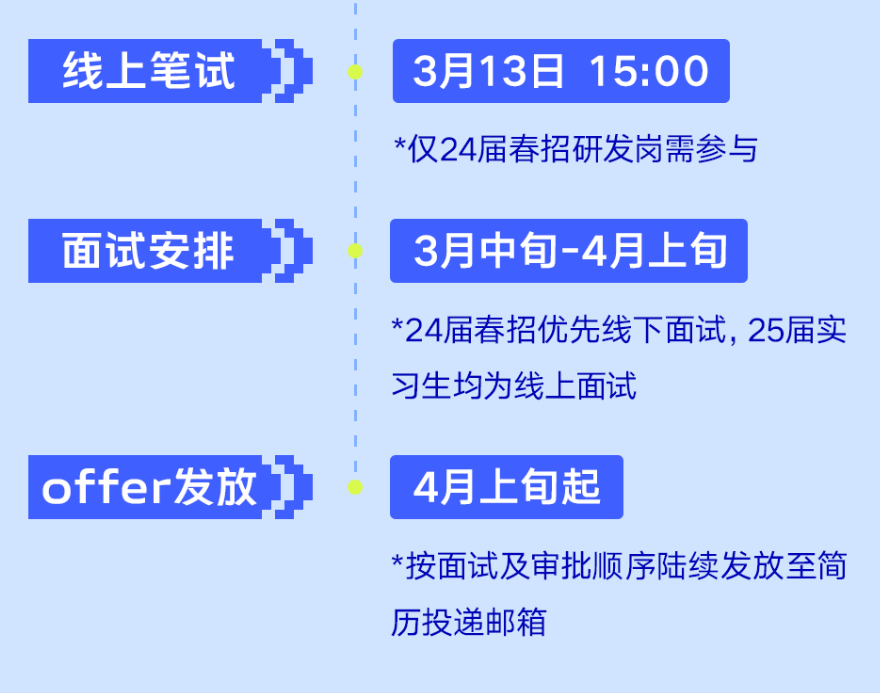 线上笔试
3月13日 15:00
*仅24届春招研发岗需参与
面试安排
3月中旬-4月上旬
*24届春招优先线下面试，25届实
习生均为线上面试
offer发放
4月上旬起
*按面试及审批顺序陆续发放至简
历投递邮箱